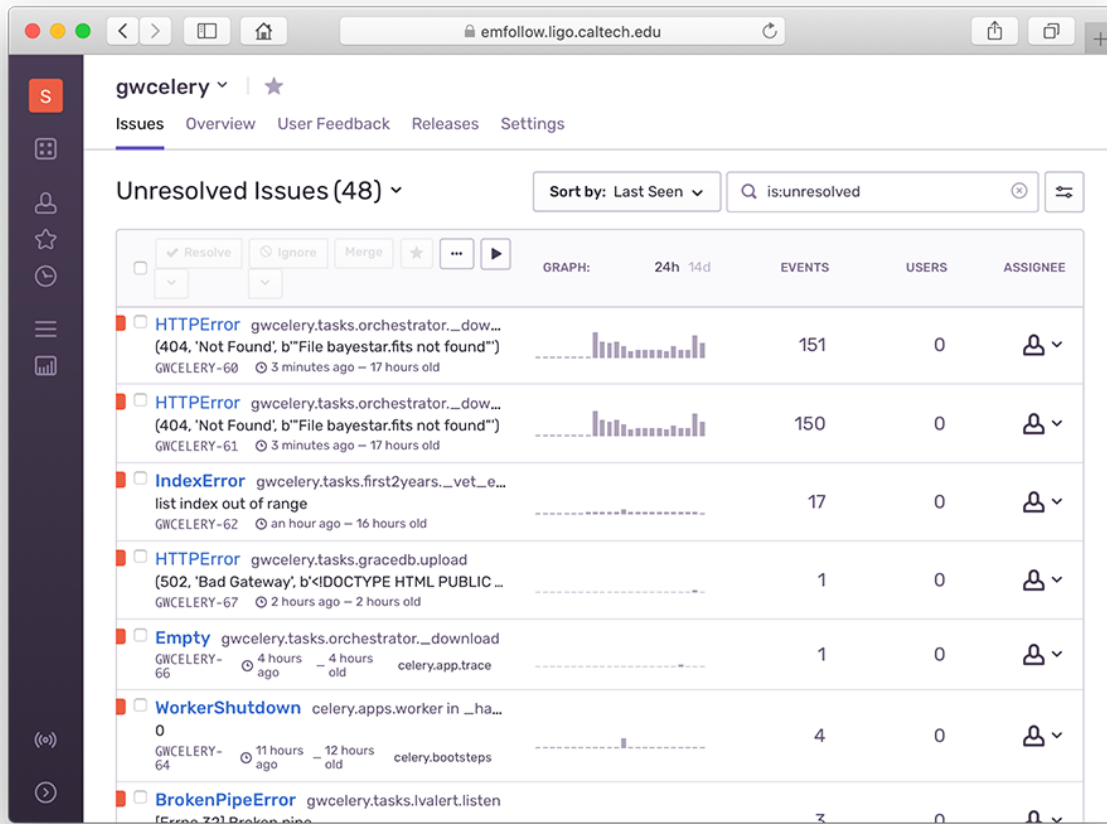 emfollow.ligo.caltech.edu
S
gwcelery
Issues Overview User Feedback Releases Settings
Unresolved Issues (48)
Sort by: Last Seen
is:unresolved
Resolve Ignore Merge
GRAPH: 24h 14d EVENTS USERS ASSIGNEE
HTTPError gwcelery.tasks.orchestrator._dow...
(404, 'Not Found', b'"File bayestar.fits not found"')
GWCELERY-60 3 minutes ago — 17 hours old
151 0
HTTPError gwcelery.tasks.orchestrator._dow...
(404, 'Not Found', b'"File bayestar.fits not found"')
GWCELERY-61 3 minutes ago — 17 hours old
150 0
IndexError gwcelery.tasks.first2years._vet_e...
list index out of range
GWCELERY-62 an hour ago — 16 hours old
17 0
HTTPError gwcelery.tasks.gracedb.upload
(502, 'Bad Gateway', b'<!DOCTYPE HTML PUBLIC ...
GWCELERY-67 2 hours ago — 2 hours old
1 0
Empty gwcelery.tasks.orchestrator._download
GWCELERY-66 4 hours ago — 4 hours old celery.app.trace
1 0
WorkerShutdown celery.apps.worker in _ha...
0
GWCELERY-64 11 hours ago — 12 hours old celery.bootsteps
4 0
BrokenPipeError gwcelery.tasks.lvalert.listen
[Errno 32] Broken pipe
3 0